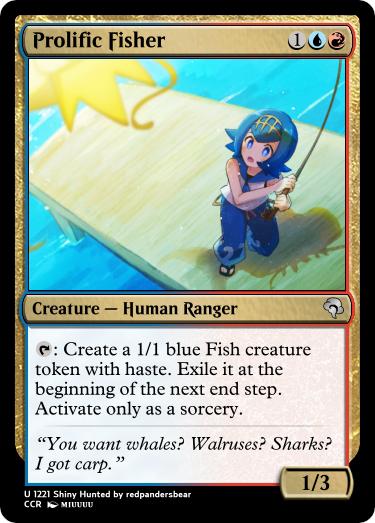 Prolific Fisher
1
Creature — Human Ranger
: Create a 1/1 blue Fish creature
token with haste. Exile it at the
beginning of the next end step.
Activate only as a sorcery.
“You want whales? Walruses? Sharks?
I got carp.”
1/3
U 1221 Shiny Hunted by redpandersbear
CCR MIUUUU